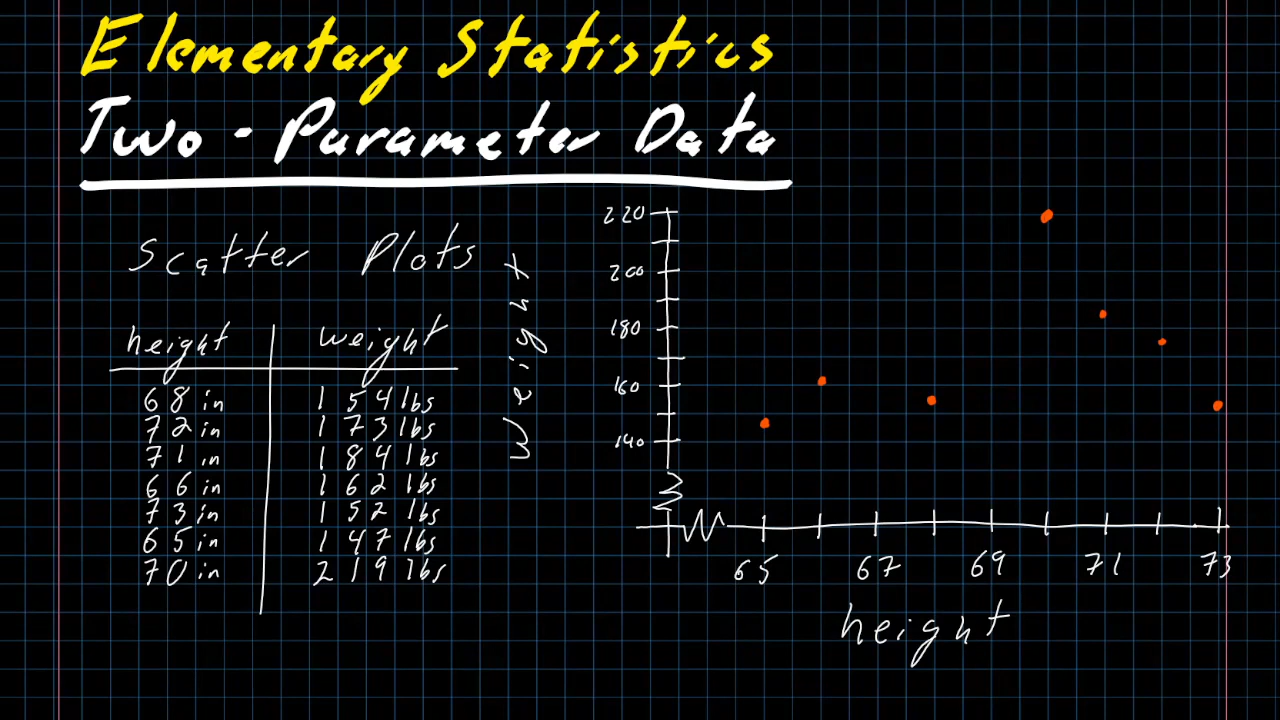 Elementary Statistics
Two-Parameter Data
Scatter Plots
height weight
68 in 154 lbs
72 in 173 lbs
71 in 184 lbs
66 in 162 lbs
73 in 152 lbs
65 in 147 lbs
70 in 219 lbs
weight
220
200
180
160
140
65 67 69 71 73
height